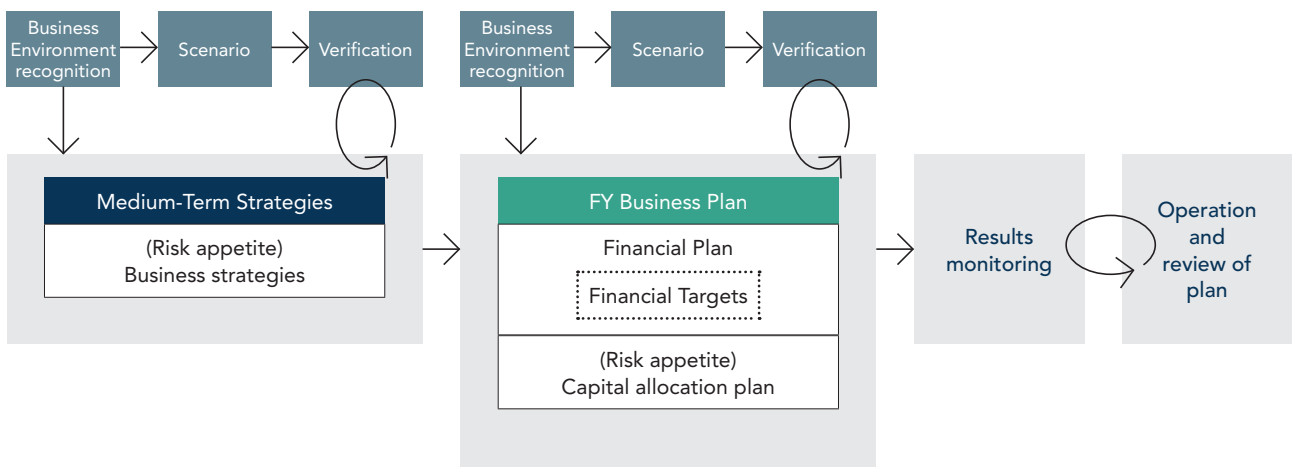 Business
Environment
recognition
Scenario
Verification
Business
Environment
recognition
Scenario
Verification
Medium-Term Strategies
(Risk appetite)
Business strategies
FY Business Plan
Financial Plan
Financial Targets
(Risk appetite)
Capital allocation plan
Results
monitoring
Operation
and
review of
plan